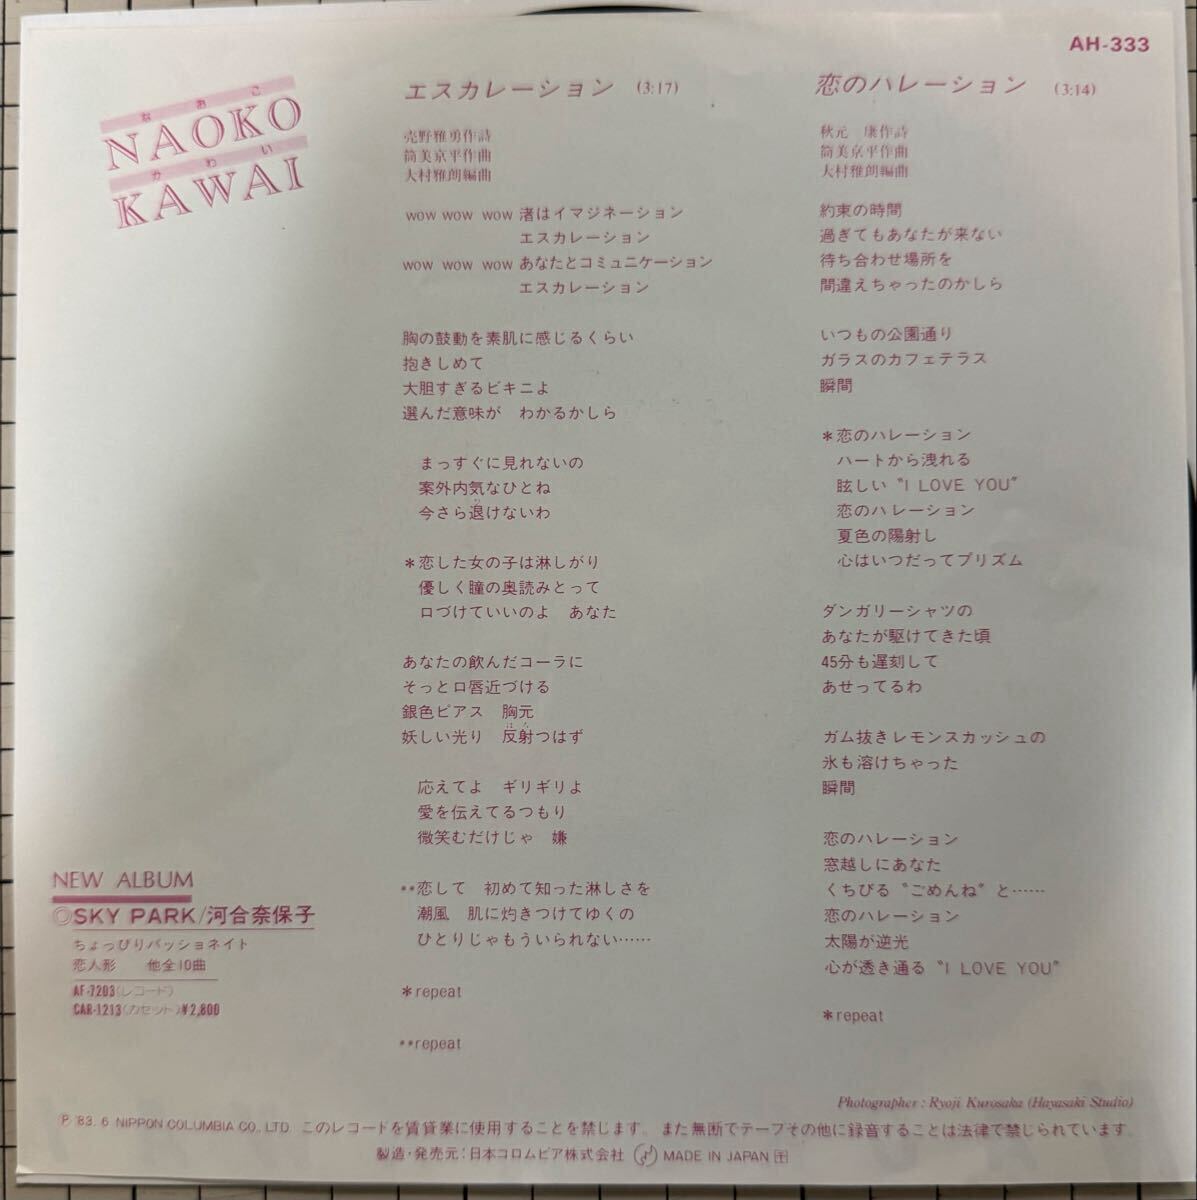 AH-333
なおこ
NAOKO
かわい
KAWAI
エスカレーション (3:17)
売野雅勇作詩
筒美京平作曲
大村雅朗編曲
wow wow wow 渚はイマジネーション
エスカレーション
wow wow wow あなたとコミュニケーション
エスカレーション
胸の鼓動を素肌に感じるくらい
抱きしめて
大胆すぎるビキニよ
選んだ意味が わかるかしら
まっすぐに見れないの
案外内気なひとね
今さら退けないわ
*恋した女の子は淋しがり
優しく瞳の奥読みとって
口づけていいのよ あなた
あなたの飲んだコーラに
そっと口唇近づける
銀色ピアス 胸元
妖しい光り 反射つはず
応えてよ ギリギリよ
愛を伝えてるつもり
微笑むだけじゃ 嫌
**恋して 初めて知った淋しさを
潮風 肌に灼きつけてゆくの
ひとりじゃもういられない……
*repeat
**repeat
恋のハレーション (3:14)
秋元 康作詩
筒美京平作曲
大村雅朗編曲
約束の時間
過ぎてもあなたが来ない
待ち合わせ場所を
間違えちゃったのかしら
いつもの公園通り
ガラスのカフェテラス
瞬間
*恋のハレーション
ハートから洩れる
眩しい “I LOVE YOU”
恋のハレーション
夏色の陽射し
心はいつだってプリズム
ダンガリーシャツの
あなたが駆けてきた頃
45分も遅刻して
あせってるわ
ガム抜きレモンスカッシュの
氷も溶けちゃった
瞬間
恋のハレーション
窓越しにあなた
くちびる “ごめんね” と……
恋のハレーション
太陽が逆光
心が透き通る “I LOVE YOU”
*repeat
NEW ALBUM
◎SKY PARK/河合奈保子
ちょっぴりパッショネイト
恋人形 他全10曲
AF-7203(レコード)
CAR-1213(カセット)¥2,800
Photographer : Ryoji Kurosaka (Hayasaki Studio)
Ⓟ '83. 6 NIPPON COLUMBIA CO., LTD. このレコードを賃貸業に使用することを禁じます。また無断でテープその他に録音することは法律で禁じられています。
製造・発売元:日本コロムビア株式会社 MADE IN JAPAN